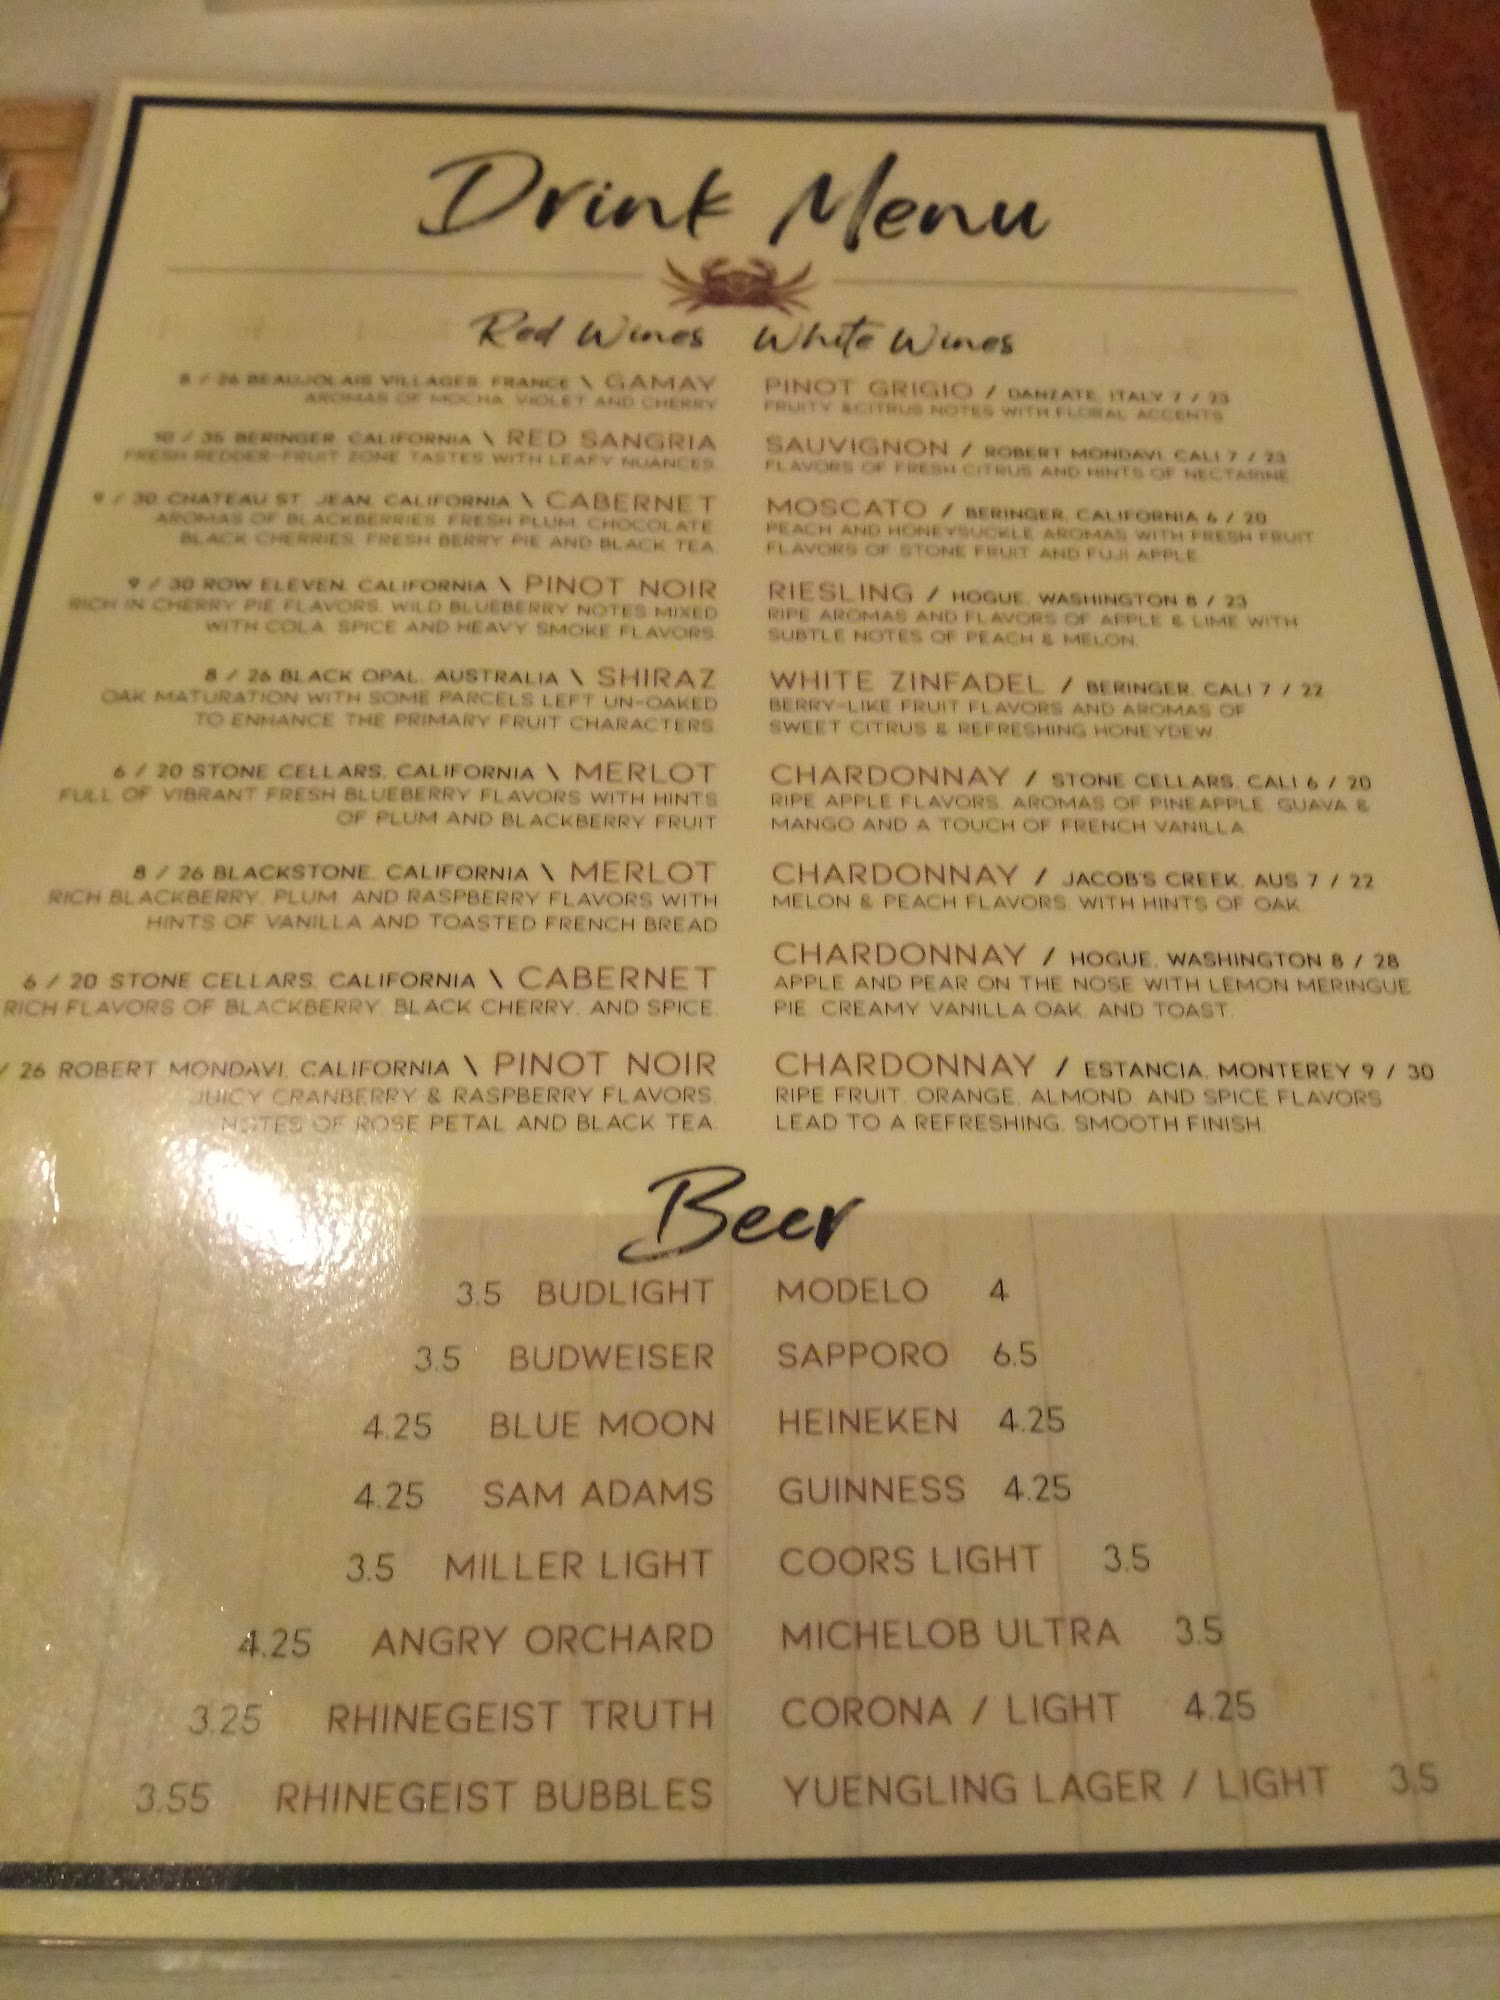 Drink Menu
Red Wines
8 / 26 BEAUJOLAIS VILLAGES, FRANCE \ GAMAY
AROMAS OF MOCHA, VIOLET AND CHERRY
10 / 35 BERINGER, CALIFORNIA \ RED SANGRIA
FRESH REDDER-FRUIT ZONE TASTES WITH LEAFY NUANCES.
9 / 30 CHATEAU ST. JEAN, CALIFORNIA \ CABERNET
AROMAS OF BLACKBERRIES, FRESH PLUM, CHOCOLATE
BLACK CHERRIES, FRESH BERRY PIE AND BLACK TEA.
9 / 30 ROW ELEVEN, CALIFORNIA \ PINOT NOIR
RICH IN CHERRY PIE FLAVORS, WILD BLUEBERRY NOTES MIXED
WITH COLA, SPICE AND HEAVY SMOKE FLAVORS.
8 / 26 BLACK OPAL, AUSTRALIA \ SHIRAZ
OAK MATURATION WITH SOME PARCELS LEFT UN-OAKED
TO ENHANCE THE PRIMARY FRUIT CHARACTERS.
6 / 20 STONE CELLARS, CALIFORNIA \ MERLOT
FULL OF VIBRANT FRESH BLUEBERRY FLAVORS WITH HINTS
OF PLUM AND BLACKBERRY FRUIT
8 / 26 BLACKSTONE, CALIFORNIA \ MERLOT
RICH BLACKBERRY, PLUM, AND RASPBERRY FLAVORS WITH
HINTS OF VANILLA AND TOASTED FRENCH BREAD
6 / 20 STONE CELLARS, CALIFORNIA \ CABERNET
RICH FLAVORS OF BLACKBERRY, BLACK CHERRY, AND SPICE.
/ 26 ROBERT MONDAVI, CALIFORNIA \ PINOT NOIR
JUICY CRANBERRY & RASPBERRY FLAVORS,
NOTES OF ROSE PETAL AND BLACK TEA.
White Wines
PINOT GRIGIO / DANZATE, ITALY 7 / 23
FRUITY &CITRUS NOTES WITH FLORAL ACCENTS.
SAUVIGNON / ROBERT MONDAVI, CALI 7 / 23
FLAVORS OF FRESH CITRUS AND HINTS OF NECTARINE.
MOSCATO / BERINGER, CALIFORNIA 6 / 20
PEACH AND HONEYSUCKLE AROMAS WITH FRESH FRUIT
FLAVORS OF STONE FRUIT AND FUJI APPLE.
RIESLING / HOGUE, WASHINGTON 8 / 23
RIPE AROMAS AND FLAVORS OF APPLE & LIME WITH
SUBTLE NOTES OF PEACH & MELON.
WHITE ZINFADEL / BERINGER, CALI 7 / 22
BERRY-LIKE FRUIT FLAVORS AND AROMAS OF
SWEET CITRUS & REFRESHING HONEYDEW.
CHARDONNAY / STONE CELLARS, CALI 6 / 20
RIPE APPLE FLAVORS, AROMAS OF PINEAPPLE, GUAVA &
MANGO AND A TOUCH OF FRENCH VANILLA.
CHARDONNAY / JACOB'S CREEK, AUS 7 / 22
MELON & PEACH FLAVORS, WITH HINTS OF OAK.
CHARDONNAY / HOGUE, WASHINGTON 8 / 28
APPLE AND PEAR ON THE NOSE WITH LEMON MERINGUE
PIE, CREAMY VANILLA OAK, AND TOAST.
CHARDONNAY / ESTANCIA, MONTEREY 9 / 30
RIPE FRUIT, ORANGE, ALMOND, AND SPICE FLAVORS
LEAD TO A REFRESHING, SMOOTH FINISH.
Beer
3.5 BUDLIGHT
3.5 BUDWEISER
4.25 BLUE MOON
4.25 SAM ADAMS
3.5 MILLER LIGHT
4.25 ANGRY ORCHARD
3.25 RHINEGEIST TRUTH
3.55 RHINEGEIST BUBBLES
MODELO 4
SAPPORO 6.5
HEINEKEN 4.25
GUINNESS 4.25
COORS LIGHT 3.5
MICHELOB ULTRA 3.5
CORONA / LIGHT 4.25
YUENGLING LAGER / LIGHT 3.5